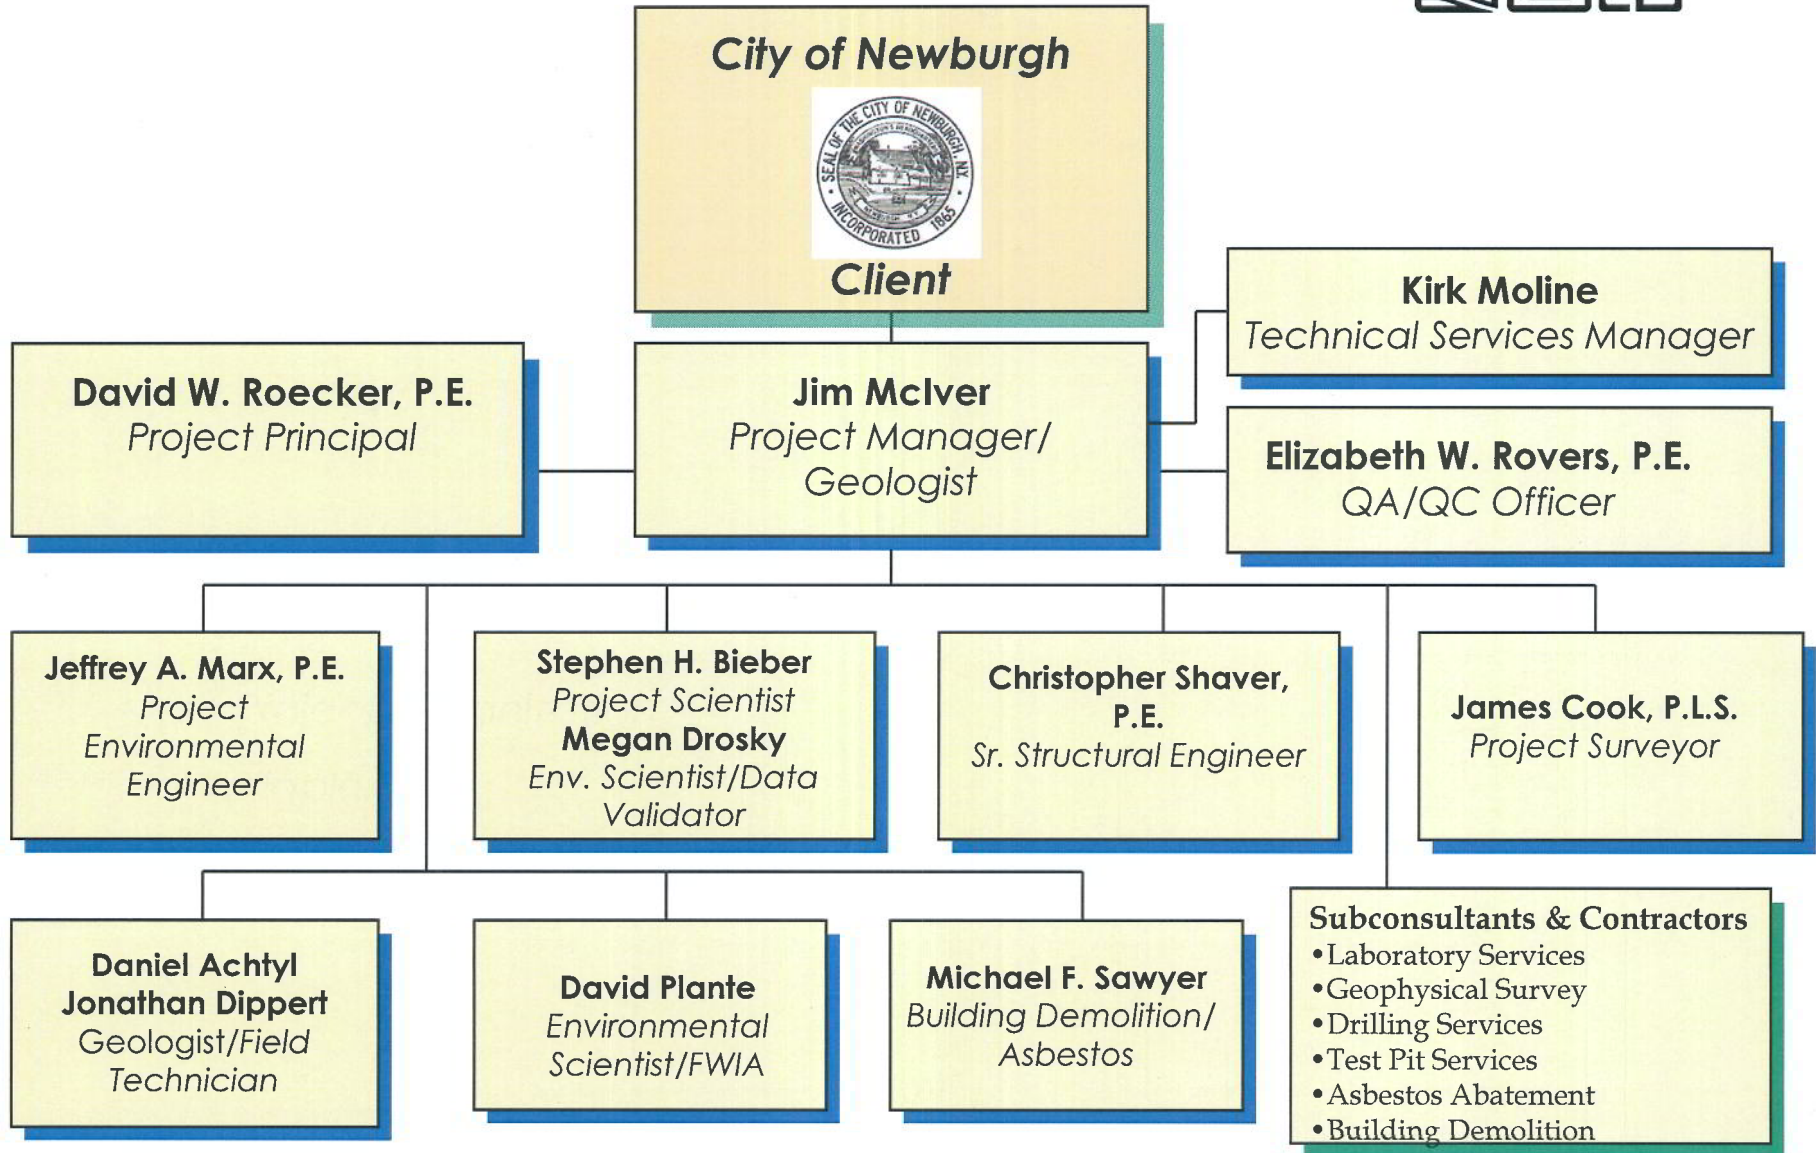 City of Newburgh
SEAL OF THE CITY OF NEWBURGH, N.Y.
WASHINGTON'S HEADQUARTERS
NEWBURGH N.Y.
INCORPORATED 1865
Client
Kirk Moline
Technical Services Manager
David W. Roecker, P.E.
Project Principal
Jim McIver
Project Manager/
Geologist
Elizabeth W. Rovers, P.E.
QA/QC Officer
Jeffrey A. Marx, P.E.
Project
Environmental
Engineer
Stephen H. Bieber
Project Scientist
Megan Drosky
Env. Scientist/Data
Validator
Christopher Shaver,
P.E.
Sr. Structural Engineer
James Cook, P.L.S.
Project Surveyor
Daniel Achtyl
Jonathan Dippert
Geologist/Field
Technician
David Plante
Environmental
Scientist/FWIA
Michael F. Sawyer
Building Demolition/
Asbestos
Subconsultants & Contractors
•Laboratory Services
•Geophysical Survey
•Drilling Services
•Test Pit Services
•Asbestos Abatement
•Building Demolition